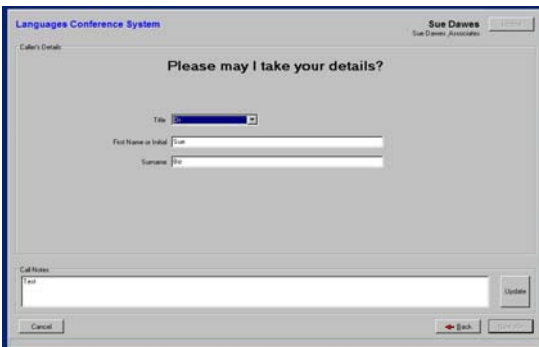 Languages Conference System
Sue Dawes
Sue Dawes Associates
Caller's Details
Please may I take your details?
Title
First Name or Initial Sue
Surname
Call Notes
Test
Update
Cancel
Back